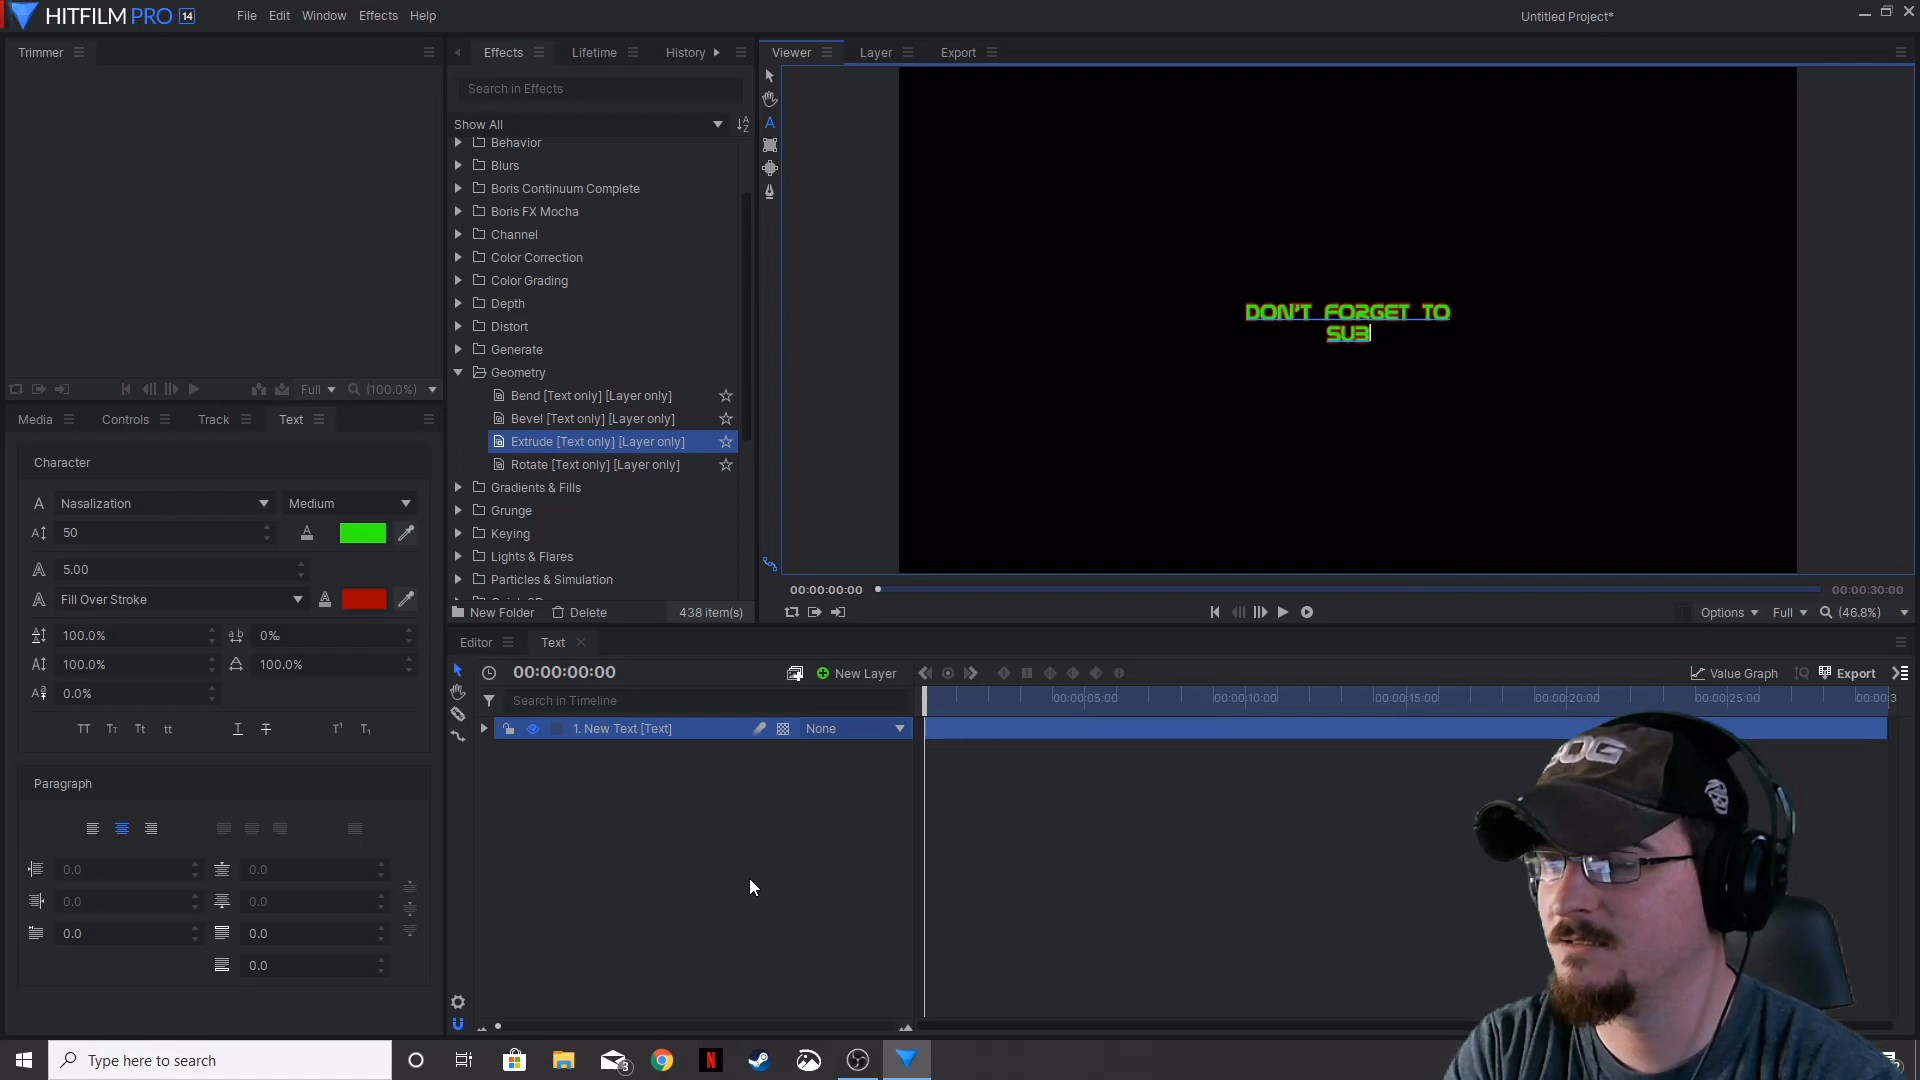 HITFILM PRO 14
File Edit Window Effects Help
Untitled Project*
Trimmer
Effects Lifetime History
Viewer Layer Export
Search in Effects
Show All
Behavior
Blurs
Boris Continuum Complete
Boris FX Mocha
Channel
Color Correction
Color Grading
Depth
Distort
Generate
Geometry
Bend [Text only] [Layer only]
Bevel [Text only] [Layer only]
Extrude [Text only] [Layer only]
Rotate [Text only] [Layer only]
Gradients & Fills
Grunge
Keying
Lights & Flares
Particles & Simulation
New Folder Delete 438 item(s)
DON'T FORGET TO
SUB
Full (100.0%)
Media Controls Track Text
Character
Nasalization Medium
50
5.00
Fill Over Stroke
100.0% 0‰
100.0% 100.0%
0.0%
TT Tt tt T T
Paragraph
0.0 0.0
0.0 0.0
0.0 0.0
0.0
00:00:00:00 00:00:30:00
Options Full (46.8%)
Editor Text
00:00:00:00 New Layer Value Graph Export
Search in Timeline
00:00:05:00 00:00:10:00 00:00:15:00 00:00:20:00 00:00:25:00 00:00:3
1. New Text [Text] None
Type here to search
3